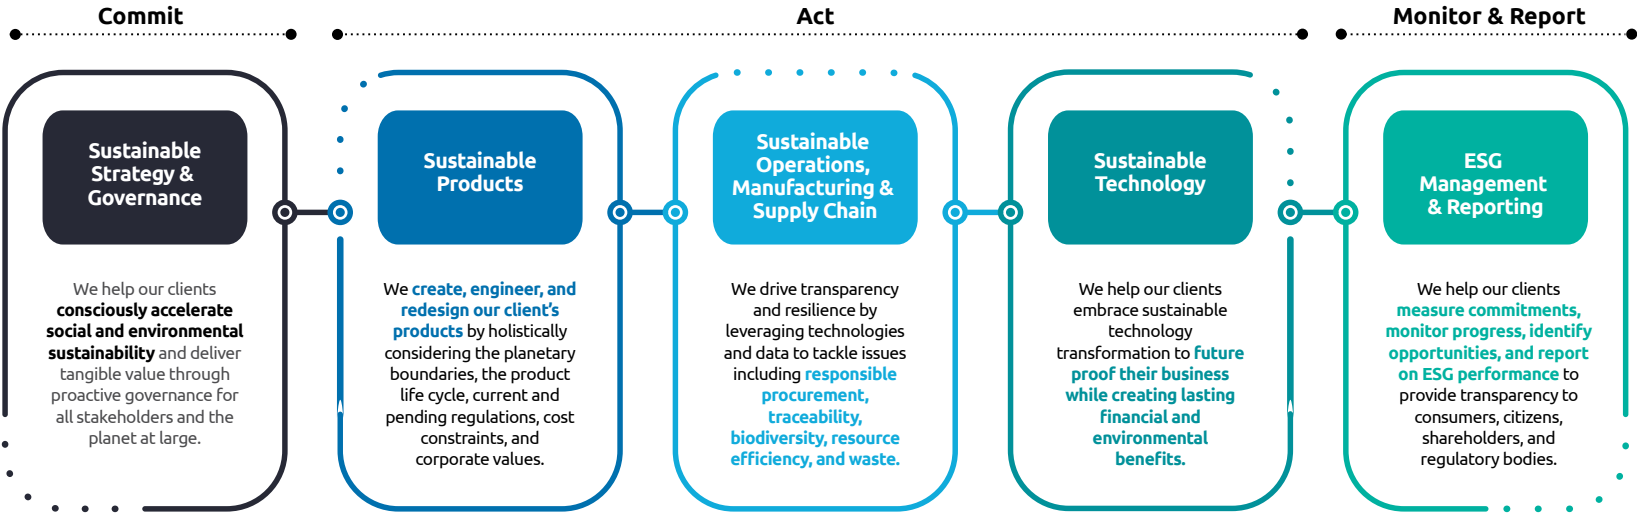 Commit
Act
Monitor & Report
Sustainable
Strategy &
Governance
We help our clients
consciously accelerate
social and environmental
sustainability and deliver
tangible value through
proactive governance for
all stakeholders and the
planet at large.
Sustainable
Products
We create, engineer, and
redesign our client’s
products by holistically
considering the planetary
boundaries, the product
life cycle, current and
pending regulations, cost
constraints, and
corporate values.
Sustainable
Operations,
Manufacturing &
Supply Chain
We drive transparency
and resilience by
leveraging technologies
and data to tackle issues
including responsible
procurement,
traceability,
biodiversity, resource
efficiency, and waste.
Sustainable
Technology
We help our clients
embrace sustainable
technology
transformation to future
proof their business
while creating lasting
financial and
environmental
benefits.
ESG
Management
& Reporting
We help our clients
measure commitments,
monitor progress, identify
opportunities, and report
on ESG performance to
provide transparency to
consumers, citizens,
shareholders, and
regulatory bodies.